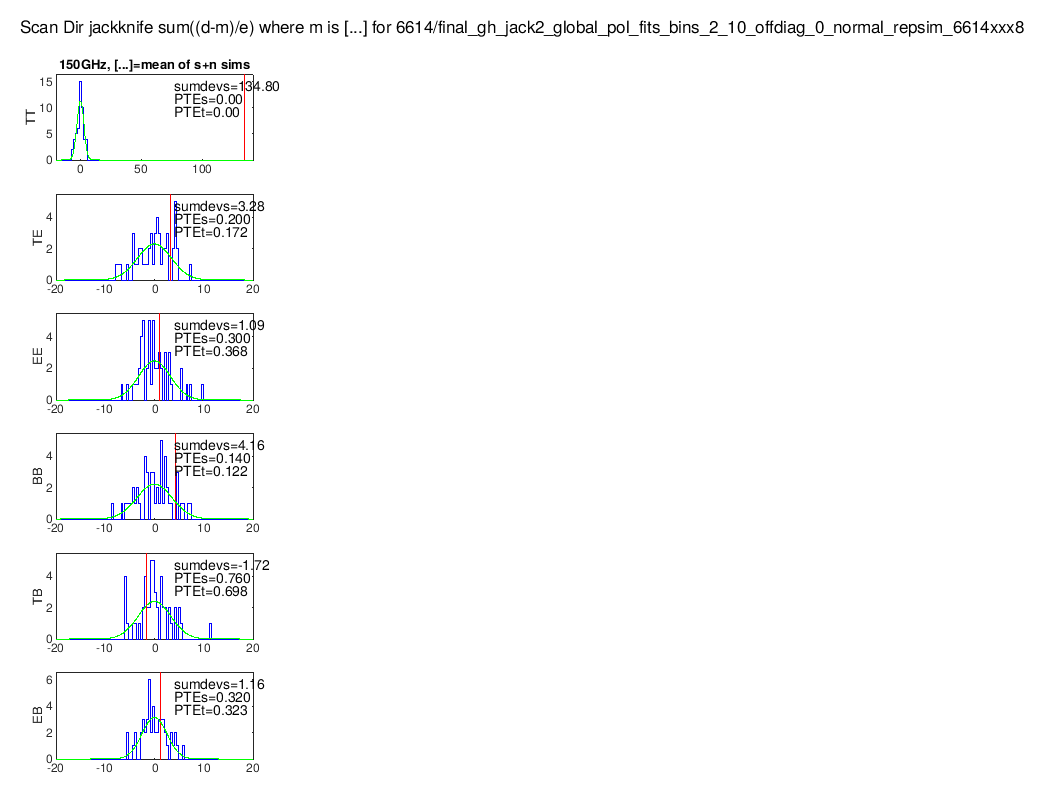 Scan Dir jackknife sum((d-m)/e) where m is [...] for 6614/final_gh_jack2_global_pol_fits_bins_2_10_offdiag_0_normal_repsim_6614xxx8
150GHz, [...]=mean of s+n sims
TT
15
10
5
0
0 50 100
sumdevs=134.80
PTEs=0.00
PTEt=0.00
TE
4
2
0
-20 -10 0 10 20
sumdevs=3.28
PTEs=0.200
PTEt=0.172
EE
4
2
0
-20 -10 0 10 20
sumdevs=1.09
PTEs=0.300
PTEt=0.368
BB
4
2
0
-20 -10 0 10 20
sumdevs=4.16
PTEs=0.140
PTEt=0.122
TB
4
2
0
-20 -10 0 10 20
sumdevs=-1.72
PTEs=0.760
PTEt=0.698
EB
6
4
2
0
-20 -10 0 10 20
sumdevs=1.16
PTEs=0.320
PTEt=0.323